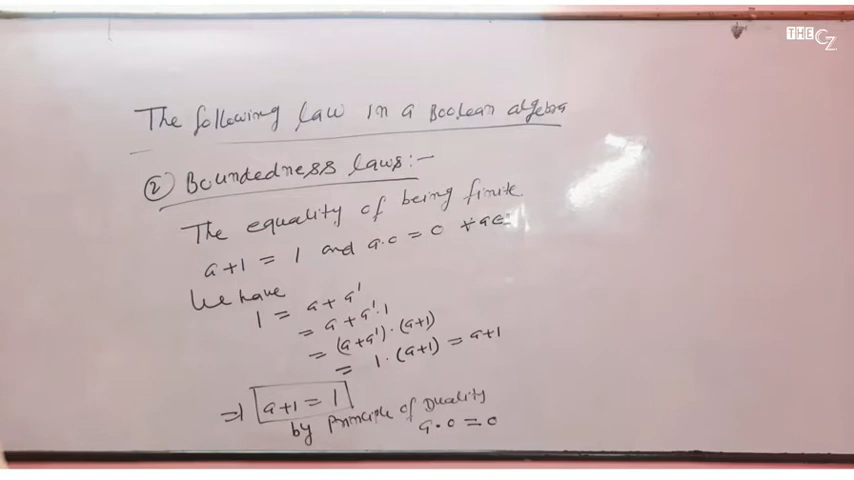 THE CZ
The following law in a Boolean algebra
② Boundedness laws:-
The equality of being finite
a+1 = 1 and a·0 = 0 ∀ a∈
We have
1 = a + a'
= a + a'·1
= (a+a')·(a+1)
= 1·(a+1) = a+1
⇒ a+1 = 1
by Principle of Duality
a·0 = 0